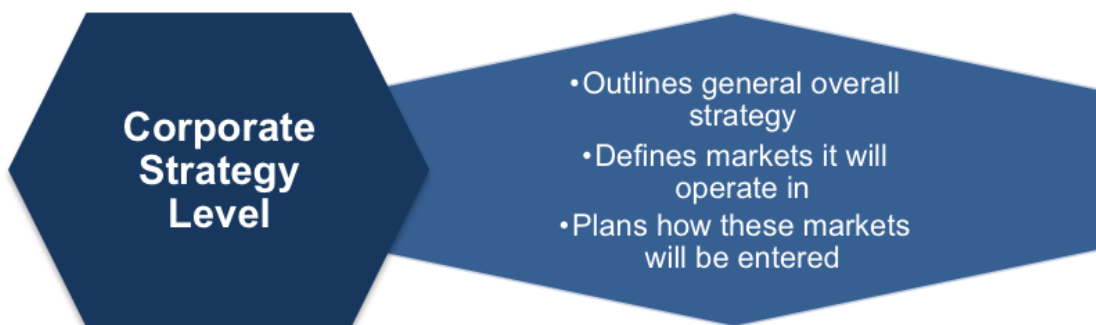 Corporate
Strategy
Level
•Outlines general overall
strategy
•Defines markets it will
operate in
•Plans how these markets
will be entered